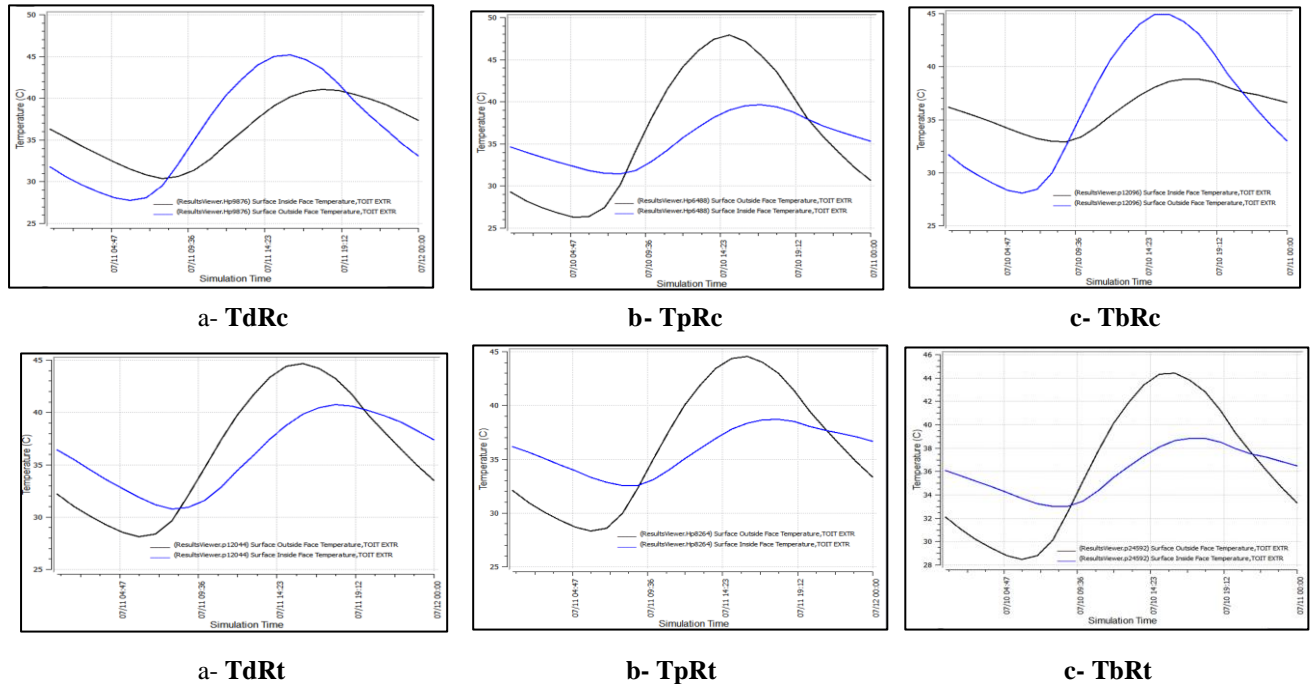 50
45
40
35
30
25
Temperature (C)
(ResultsViewer.Hp9876) Surface Inside Face Temperature,TOIT EXTR
(ResultsViewer.Hp9876) Surface Outside Face Temperature,TOIT EXTR
07/11 04:47
07/11 09:36
07/11 14:23
07/11 19:12
07/12 00:00
Simulation Time
a- TdRc
50
45
40
35
30
25
Temperature (C)
(ResultsViewer.Hp6488) Surface Outside Face Temperature,TOIT EXTR
(ResultsViewer.Hp6488) Surface Inside Face Temperature,TOIT EXTR
07/10 04:47
07/10 09:36
07/10 14:23
07/10 19:12
07/11 00:00
Simulation Time
b- TpRc
45
40
35
30
25
Temperature (C)
(ResultsViewer.p12096) Surface Inside Face Temperature,TOIT EXTR
(ResultsViewer.p12096) Surface Outside Face Temperature,TOIT EXTR
07/10 04:47
07/10 09:36
07/10 14:23
07/10 19:12
07/11 00:00
Simulation Time
c- TbRc
45
40
35
30
25
Temperature (C)
(ResultsViewer.p12044) Surface Outside Face Temperature,TOIT EXTR
(ResultsViewer.p12044) Surface Inside Face Temperature,TOIT EXTR
07/11 04:47
07/11 09:36
07/11 14:23
07/11 19:12
07/12 00:00
Simulation Time
a- TdRt
45
40
35
30
25
Temperature (C)
(ResultsViewer.Hp8264) Surface Outside Face Temperature,TOIT EXTR
(ResultsViewer.Hp8264) Surface Inside Face Temperature,TOIT EXTR
07/11 04:47
07/11 09:36
07/11 14:23
07/11 19:12
07/12 00:00
Simulation Time
b- TpRt
46
44
42
40
38
36
34
32
30
28
Temperature (C)
(ResultsViewer.p24592) Surface Outside Face Temperature,TOIT EXTR
(ResultsViewer.p24592) Surface Inside Face Temperature,TOIT EXTR
07/10 04:47
07/10 09:36
07/10 14:23
07/10 19:12
07/11 00:00
Simulation Time
c- TbRt